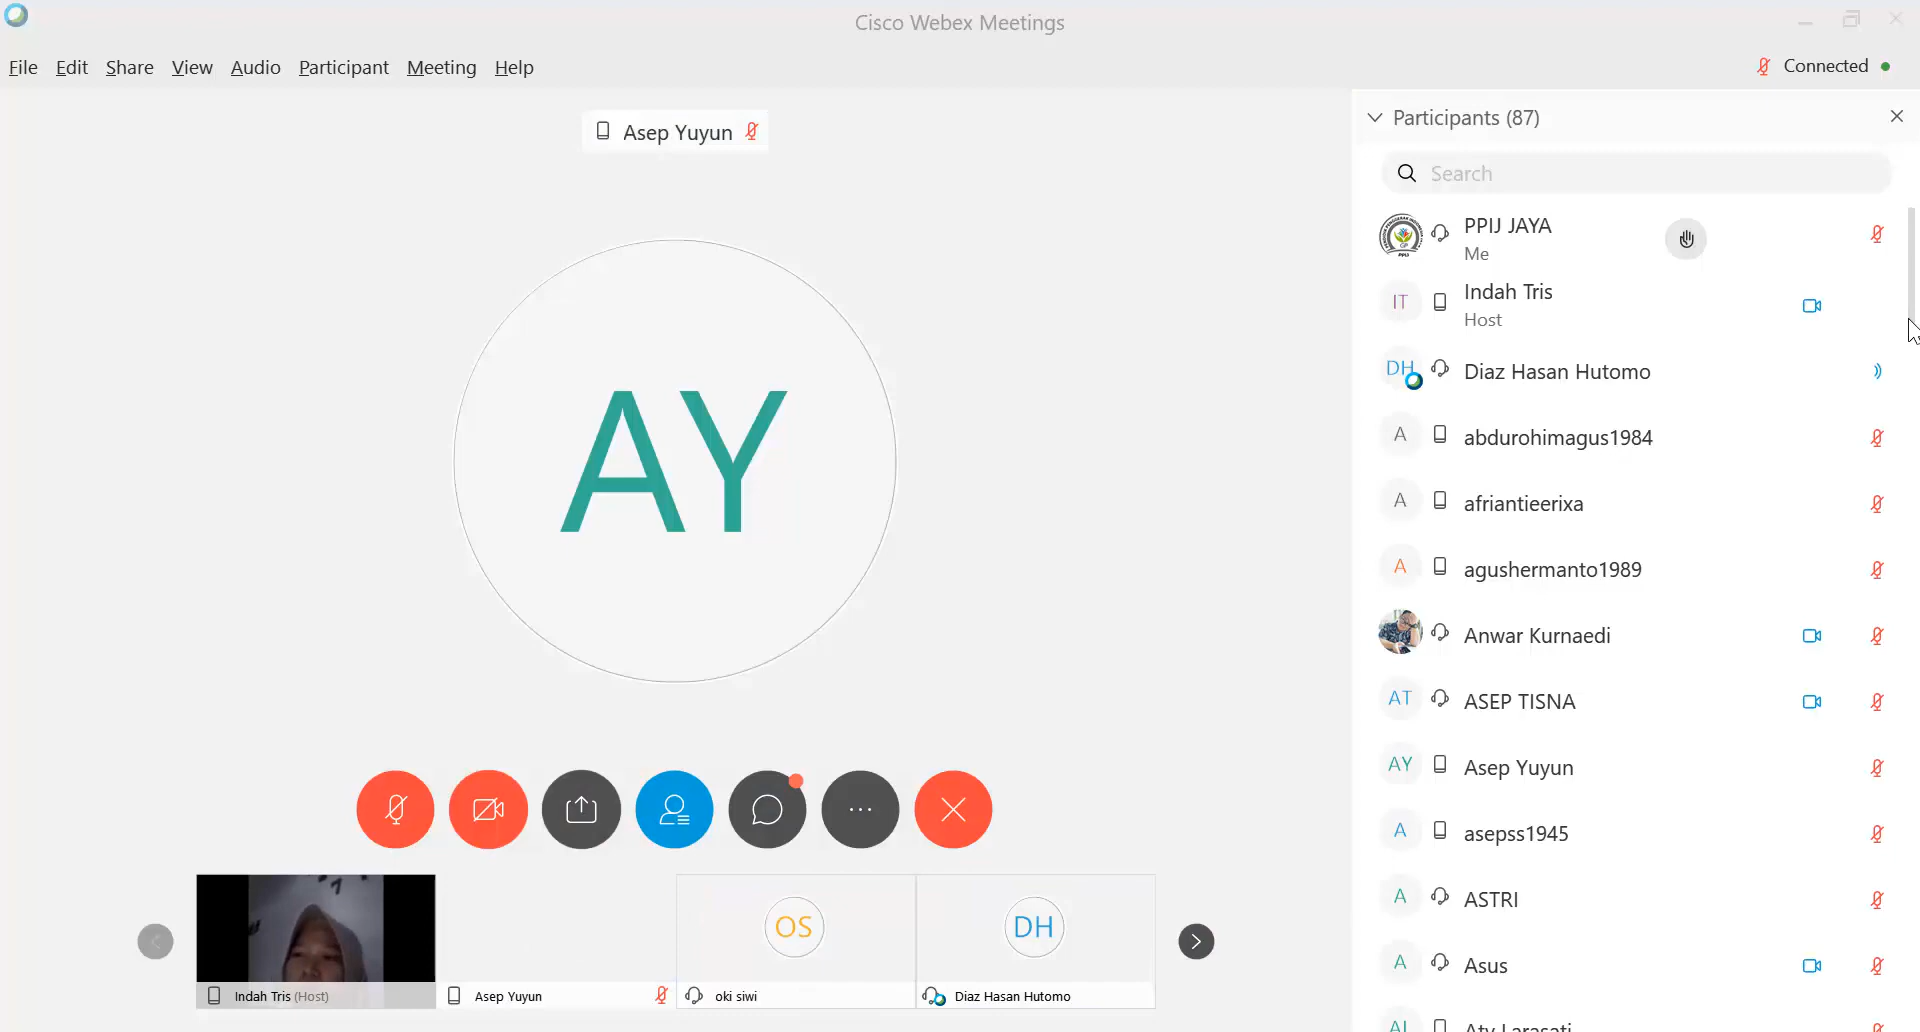 Cisco Webex Meetings
File Edit Share View Audio Participant Meeting Help
Connected
Asep Yuyun
AY
Indah Tris (Host)
Asep Yuyun
OS
oki siwi
DH
Diaz Hasan Hutomo
Participants (87)
Search
PPIJ JAYA
Me
IT
Indah Tris
Host
DH
Diaz Hasan Hutomo
A
abdurohimagus1984
A
afriantieerixa
A
agushermanto1989
Anwar Kurnaedi
AT
ASEP TISNA
AY
Asep Yuyun
A
asepss1945
A
ASTRI
A
Asus